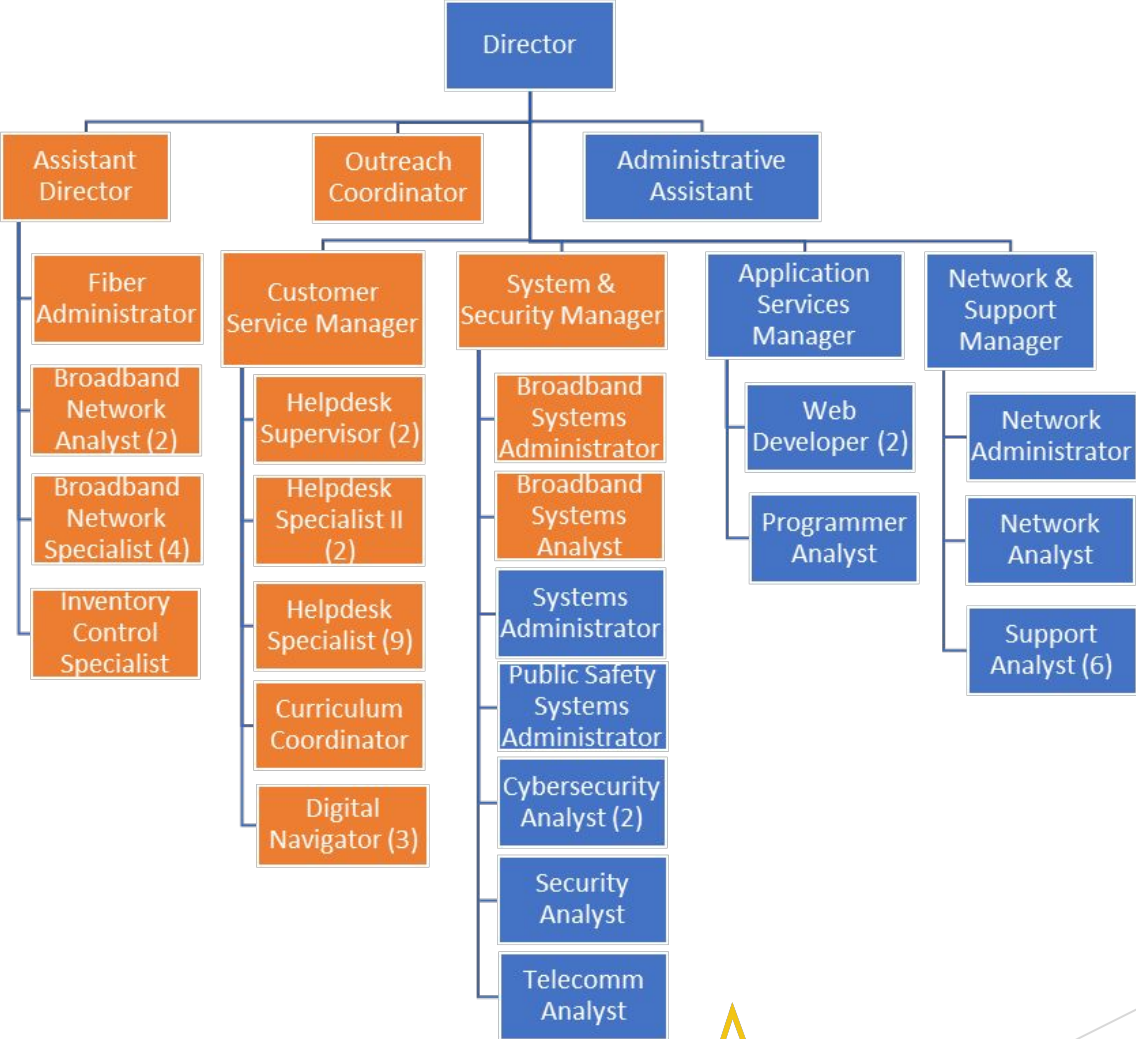 Director
Assistant
Director
Outreach
Coordinator
Administrative
Assistant
Fiber
Administrator
Broadband
Network
Analyst (2)
Broadband
Network
Specialist (4)
Inventory
Control
Specialist
Customer
Service Manager
Helpdesk
Supervisor (2)
Helpdesk
Specialist II
(2)
Helpdesk
Specialist (9)
Curriculum
Coordinator
Digital
Navigator (3)
System &
Security Manager
Broadband
Systems
Administrator
Broadband
Systems
Analyst
Systems
Administrator
Public Safety
Systems
Administrator
Cybersecurity
Analyst (2)
Security
Analyst
Telecomm
Analyst
Application
Services
Manager
Web
Developer (2)
Programmer
Analyst
Network &
Support
Manager
Network
Administrator
Network
Analyst
Support
Analyst (6)